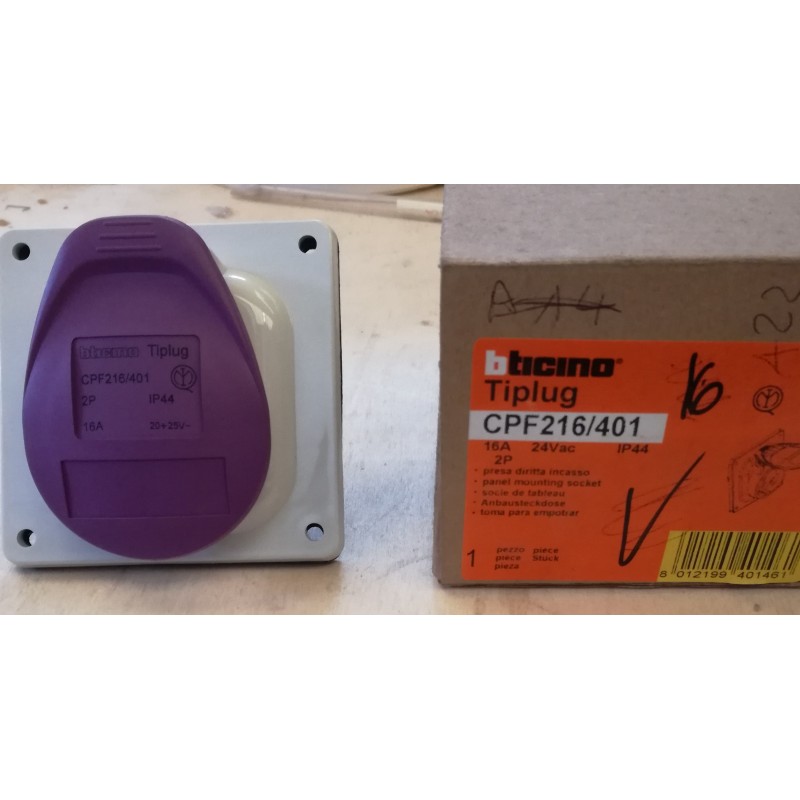 bticino Tiplug
CPF216/401
2P IP44
16A 20÷25V~
A14
A22
bticino
Tiplug
16
CPF216/401
16A 24Vac IP44
2P
• presa diritta incasso
• panel mounting socket
• socle de tableau
• Anbausteckdose
• toma para empotrar
1 pezzo piece
pièce Stück
pieza
8 012199 401461